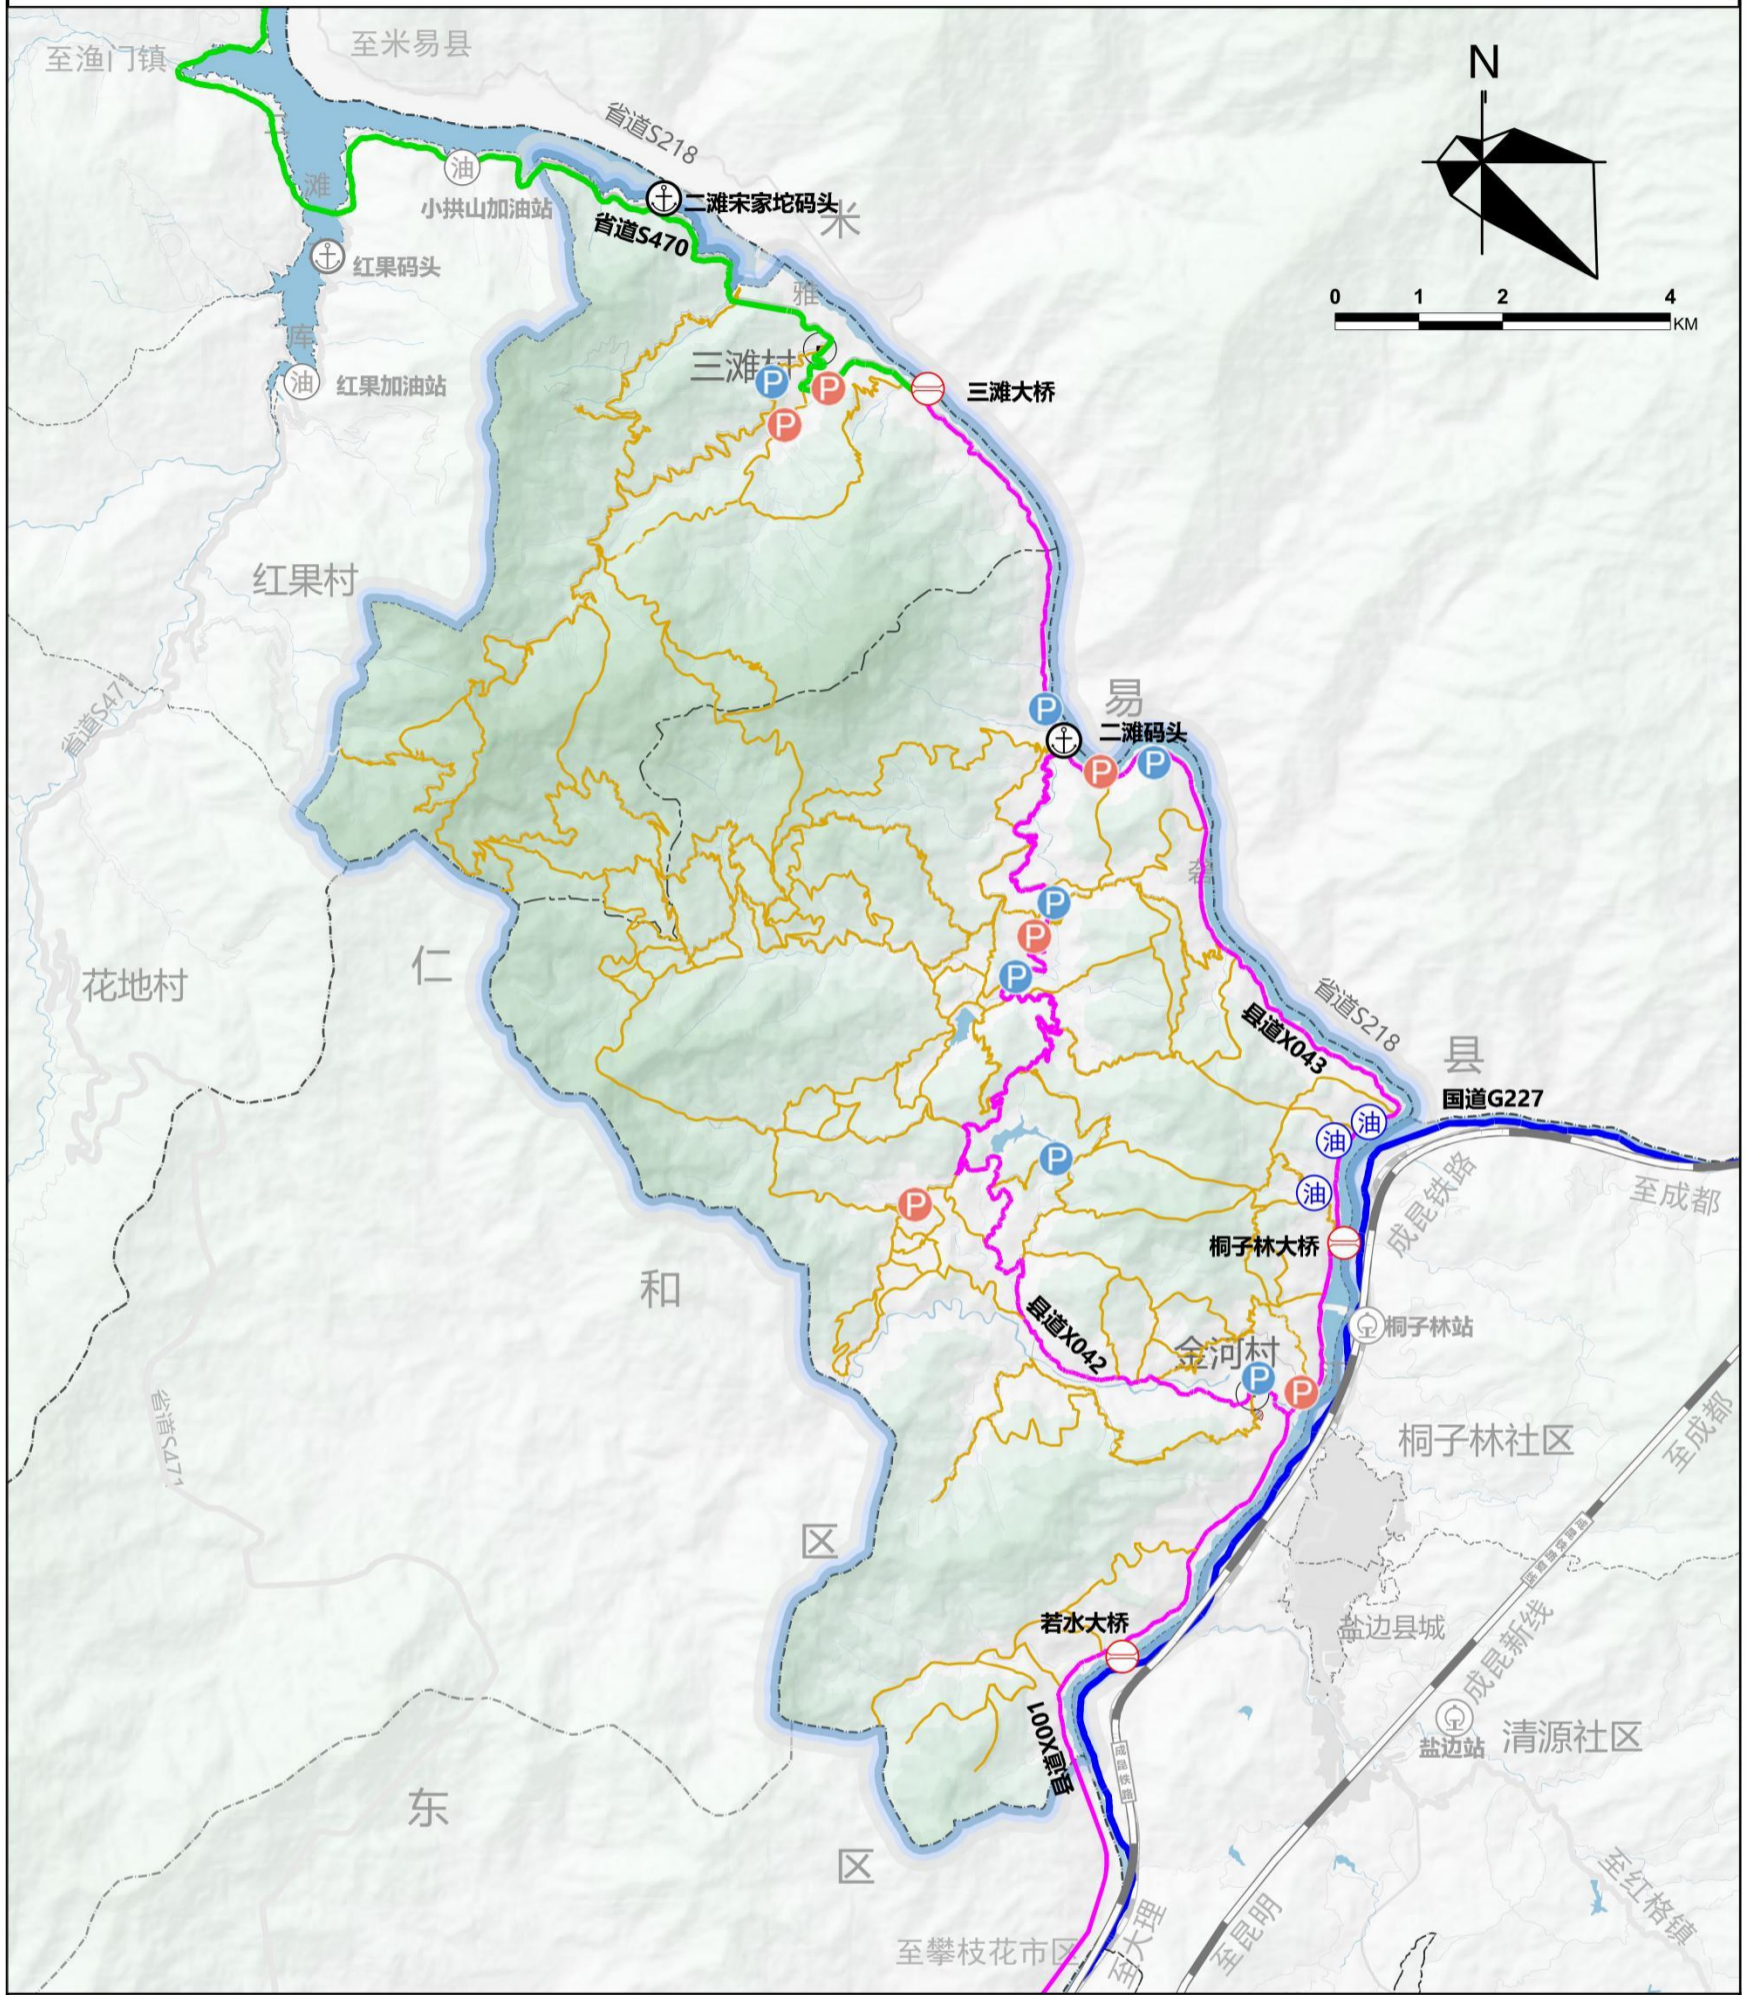 至渔门镇
至米易县
N
省道S218
0 1 2 4
KM
油
小拱山加油站
滩
二滩宋家坨码头
米
省道S470
红果码头
雅
库
油
红果加油站
三滩村
P
P
P
三滩大桥
红果村
省道S471
P
易
二滩码头
P
P
P
P
P
仁
花地村
省道S218
县道X043
县
国道G227
油
油
油
P
P
成昆铁路
至成都
桐子林大桥
和
县道X042
桐子林站
金河村
P
P
省道S471
桐子林社区
至成都
区
若水大桥
盐边县城
成昆新线
县道X001
盐边站
清源社区
成昆铁路
东
区
至红格镇
至攀枝花市区
至大理
至昆明